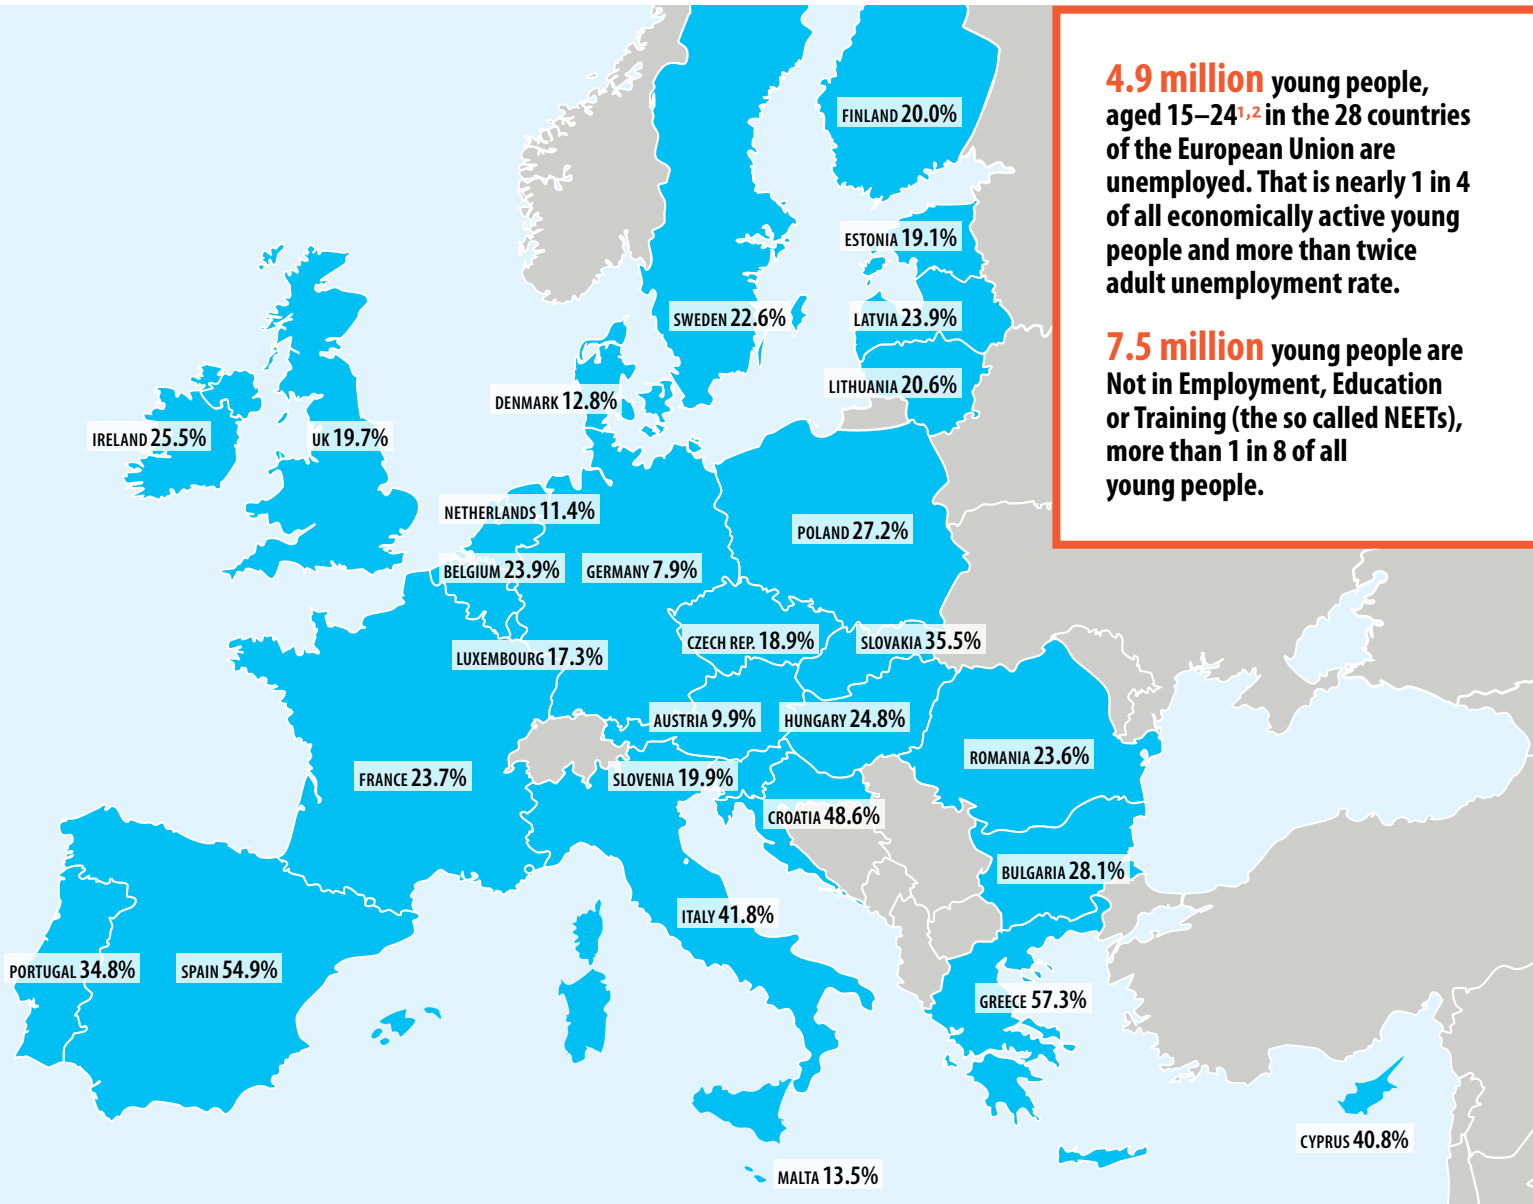 4.9 million young people,
aged 15–24¹,² in the 28 countries
of the European Union are
unemployed. That is nearly 1 in 4
of all economically active young
people and more than twice
adult unemployment rate.
7.5 million young people are
Not in Employment, Education
or Training (the so called NEETs),
more than 1 in 8 of all
young people.
FINLAND 20.0%
ESTONIA 19.1%
SWEDEN 22.6%
LATVIA 23.9%
LITHUANIA 20.6%
DENMARK 12.8%
IRELAND 25.5%
UK 19.7%
NETHERLANDS 11.4%
POLAND 27.2%
BELGIUM 23.9%
GERMANY 7.9%
CZECH REP. 18.9%
SLOVAKIA 35.5%
LUXEMBOURG 17.3%
AUSTRIA 9.9%
HUNGARY 24.8%
ROMANIA 23.6%
FRANCE 23.7%
SLOVENIA 19.9%
CROATIA 48.6%
BULGARIA 28.1%
ITALY 41.8%
PORTUGAL 34.8%
SPAIN 54.9%
GREECE 57.3%
CYPRUS 40.8%
MALTA 13.5%